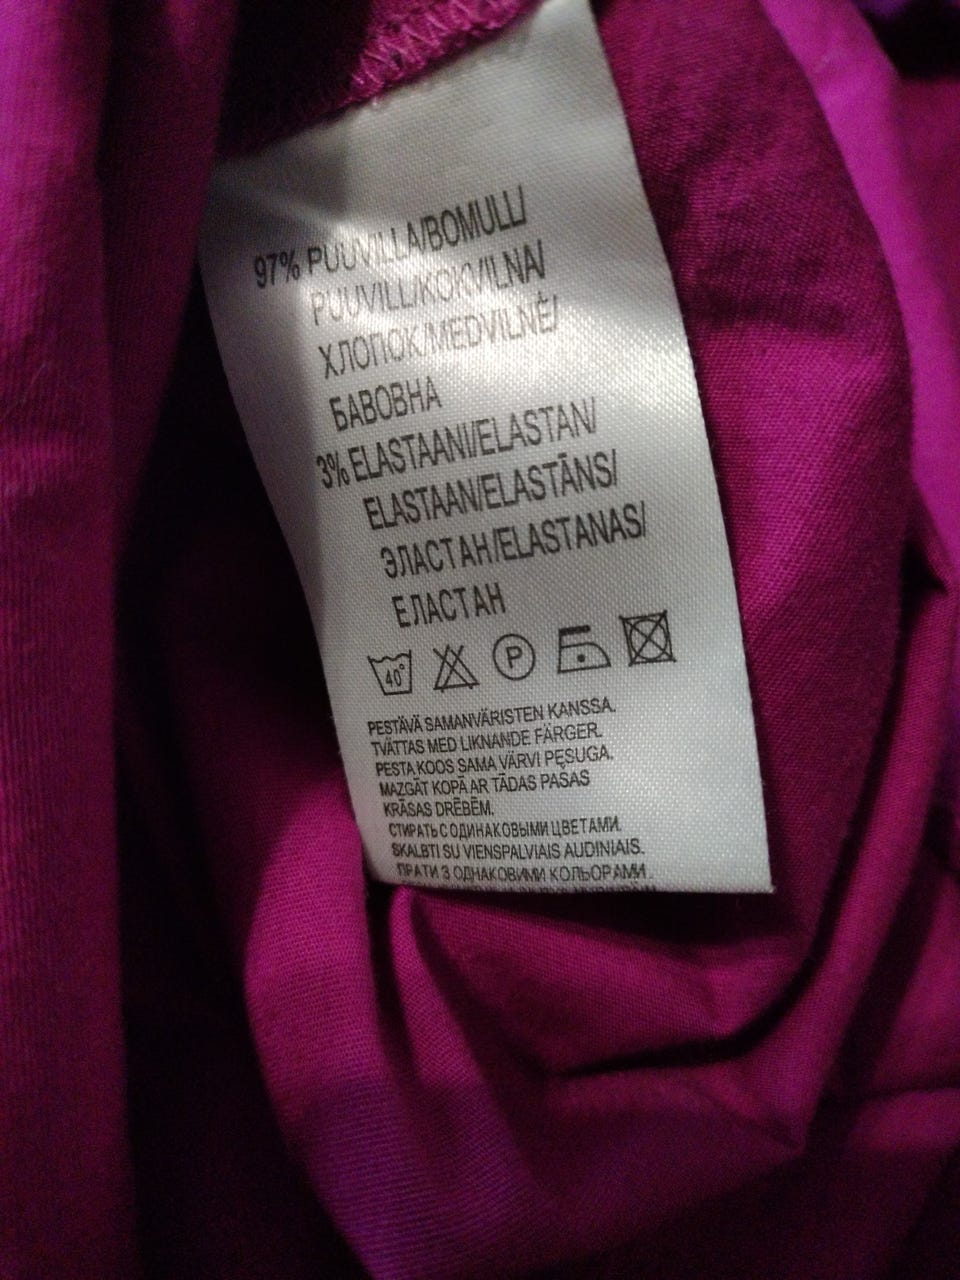 97% PUUVILLA/BOMULL/
PUUVILL/KOKVILNA/
ХЛОПОК/MEDVILNĖ/
БАВОВНА
3% ELASTAANI/ELASTAN/
ELASTAAN/ELASTĀNS/
ЭЛАСТАН/ELASTANAS/
ЕЛАСТАН
40° P
PESTÄVÄ SAMANVÄRISTEN KANSSA.
TVÄTTAS MED LIKNANDE FÄRGER.
PESTA KOOS SAMA VÄRVI PESUGA.
MAZGĀT KOPĀ AR TĀDAS PAŠAS
KRĀSAS DRĒBĒM.
СТИРАТЬ С ОДИНАКОВЫМИ ЦВЕТАМИ.
SKALBTI SU VIENSPALVIAIS AUDINIAIS.
ПРАТИ З ОДНАКОВИМИ КОЛЬОРАМИ.